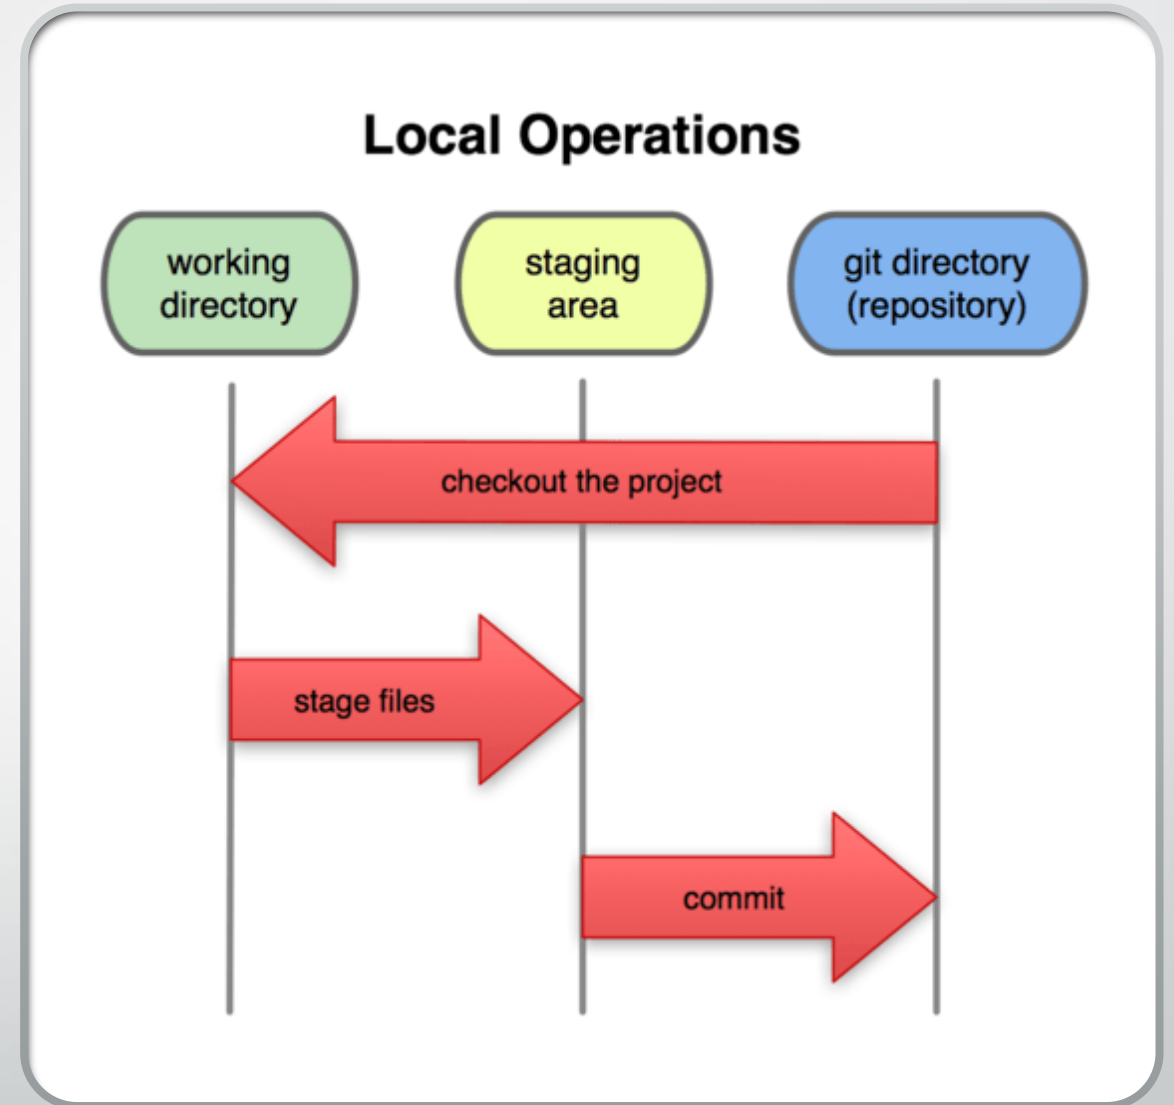 Local Operations
working
directory
staging
area
git directory
(repository)
checkout the project
stage files
commit